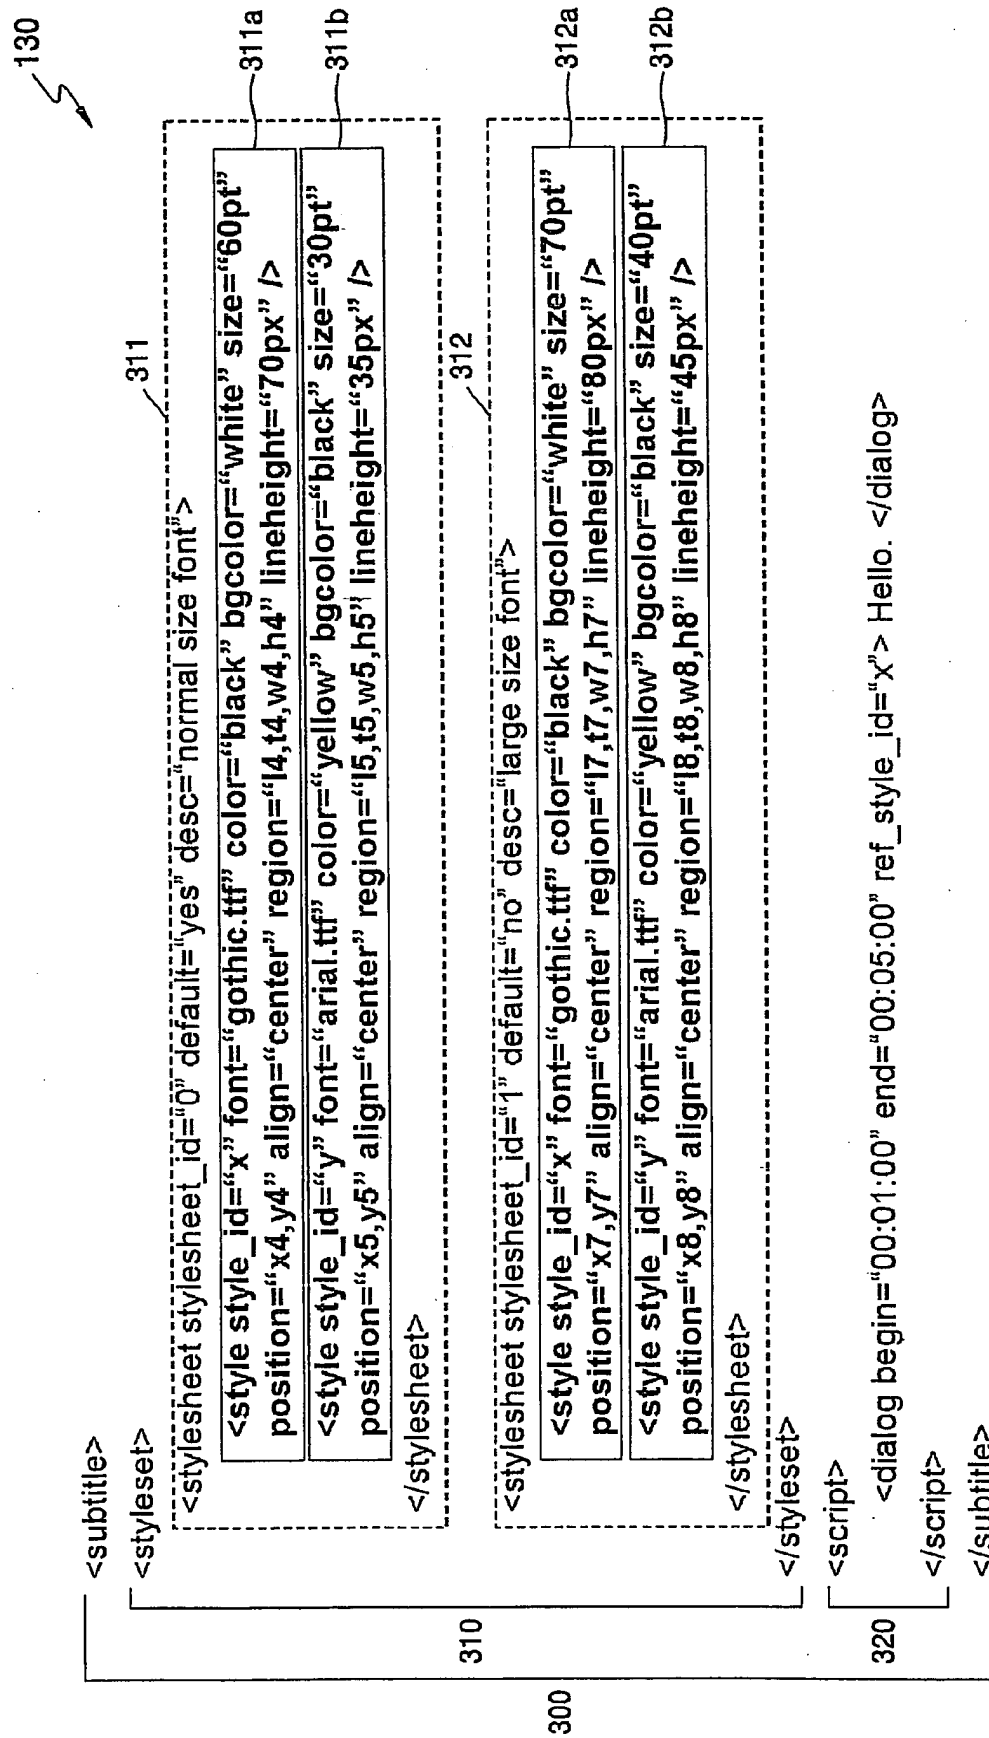 130
<subtitle>
<styleset>
311
<stylesheet stylesheet_id=“0” default=“yes” desc=“normal size font”>
<style style_id=“x” font=“gothic.ttf” color=“black” bgcolor=“white” size=“60pt”
position=“x4,y4” align=“center” region=“l4,t4,w4,h4” lineheight=“70px” />
311a
<style style_id=“y” font=“arial.ttf” color=“yellow” bgcolor=“black” size=“30pt”
position=“x5,y5” align=“center” region=“l5,t5,w5,h5” lineheight=“35px” />
311b
</stylesheet>
312
<stylesheet stylesheet_id=“1” default=“no” desc=“large size font”>
<style style_id=“x” font=“gothic.ttf” color=“black” bgcolor=“white” size=“70pt”
position=“x7,y7” align=“center” region=“l7,t7,w7,h7” lineheight=“80px” />
312a
<style style_id=“y” font=“arial.ttf” color=“yellow” bgcolor=“black” size=“40pt”
position=“x8,y8” align=“center” region=“l8,t8,w8,h8” lineheight=“45px” />
312b
</stylesheet>
</styleset>
310
<script>
<dialog begin=“00:01:00” end=“00:05:00” ref_style_id=“x”> Hello. </dialog>
</script>
320
</subtitle>
300